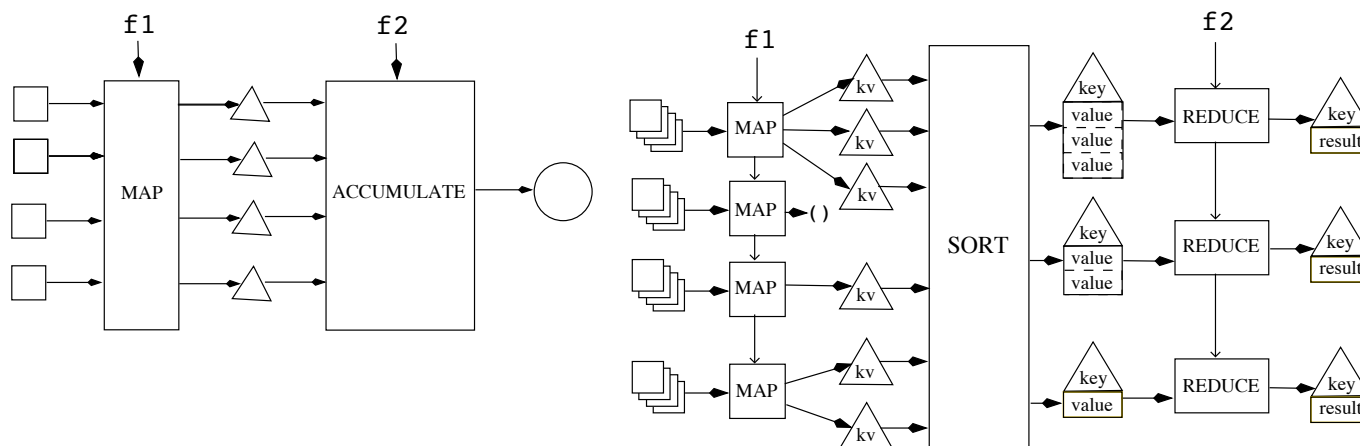 f1
f2
MAP
ACCUMULATE
f1
f2
MAP
kv
kv
kv
MAP
()
MAP
kv
MAP
kv
kv
SORT
key
value
value
value
REDUCE
key
result
key
value
value
REDUCE
key
result
key
value
REDUCE
key
result